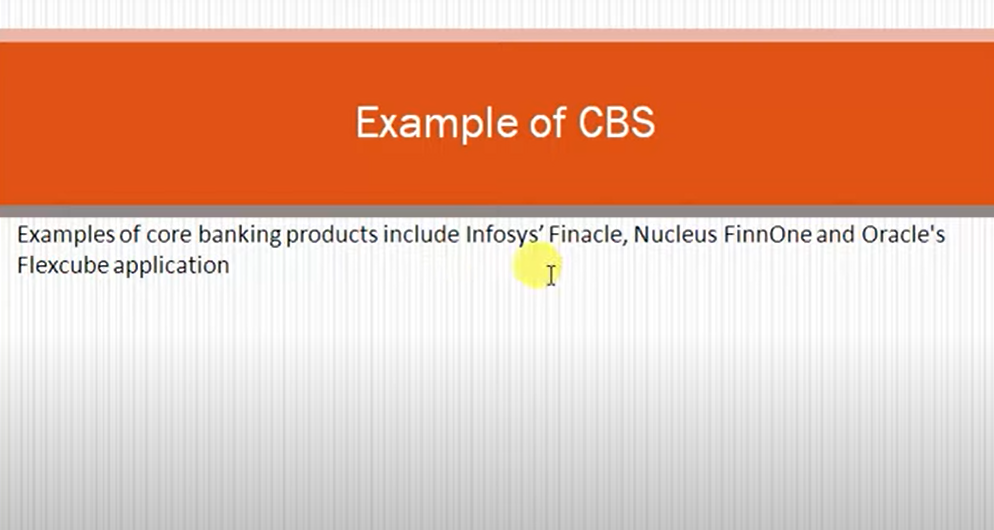 Example of CBS
Examples of core banking products include Infosys’ Finacle, Nucleus FinnOne and Oracle's
Flexcube application